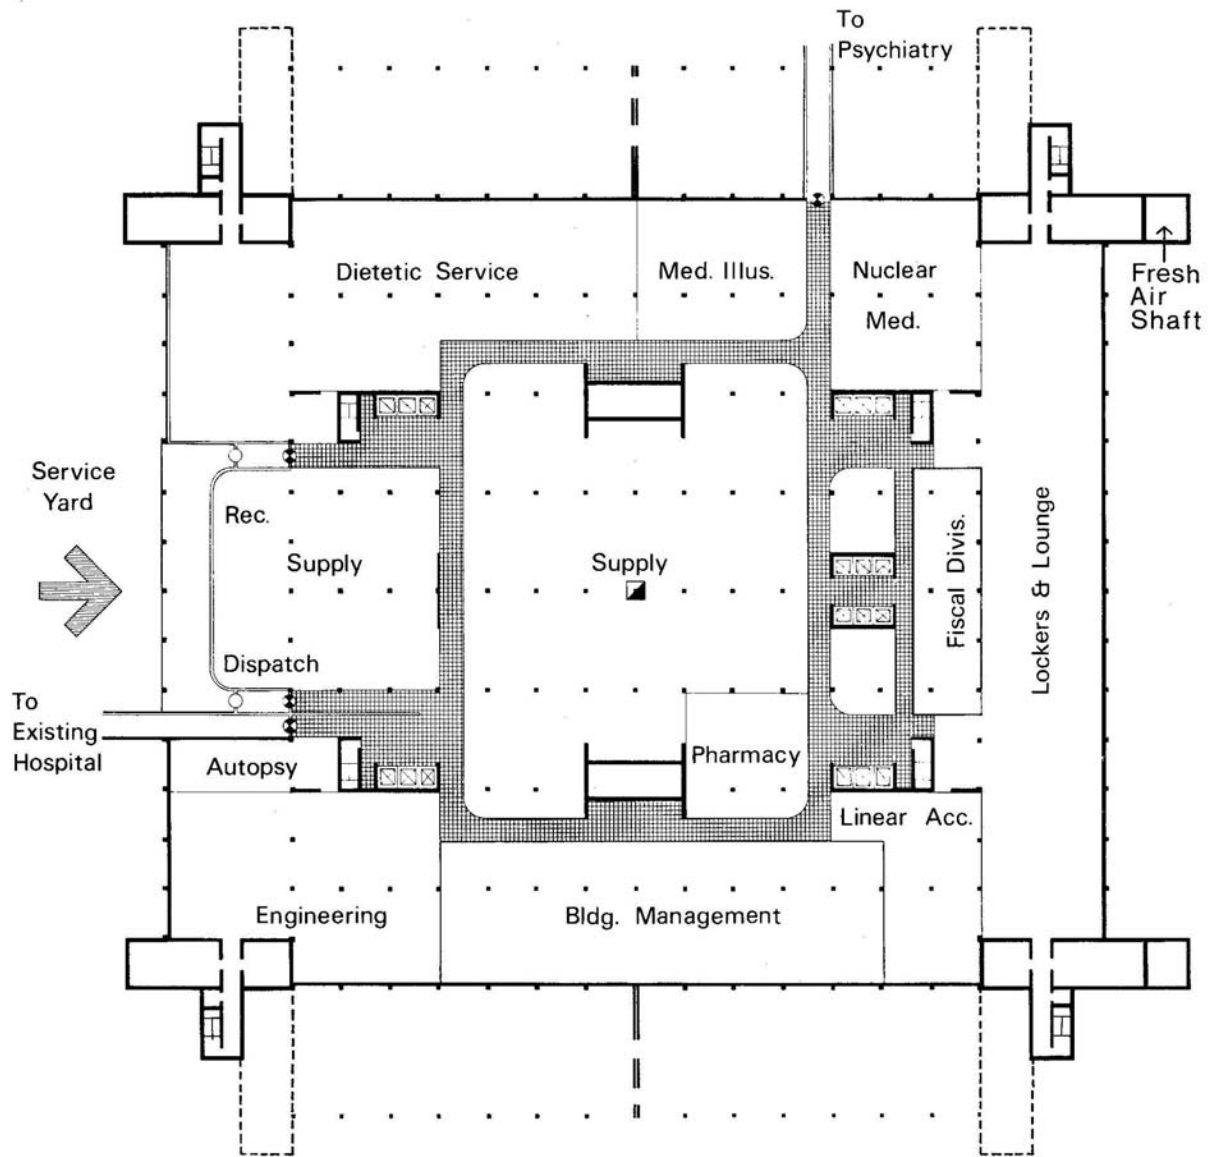 To
Psychiatry
Dietetic Service
Med. Illus.
Nuclear
Med.
Fresh
Air
Shaft
Service
Yard
Rec.
Supply
Supply
Fiscal Divis.
Lockers & Lounge
Dispatch
To
Existing
Hospital
Autopsy
Pharmacy
Linear Acc.
Engineering
Bldg. Management